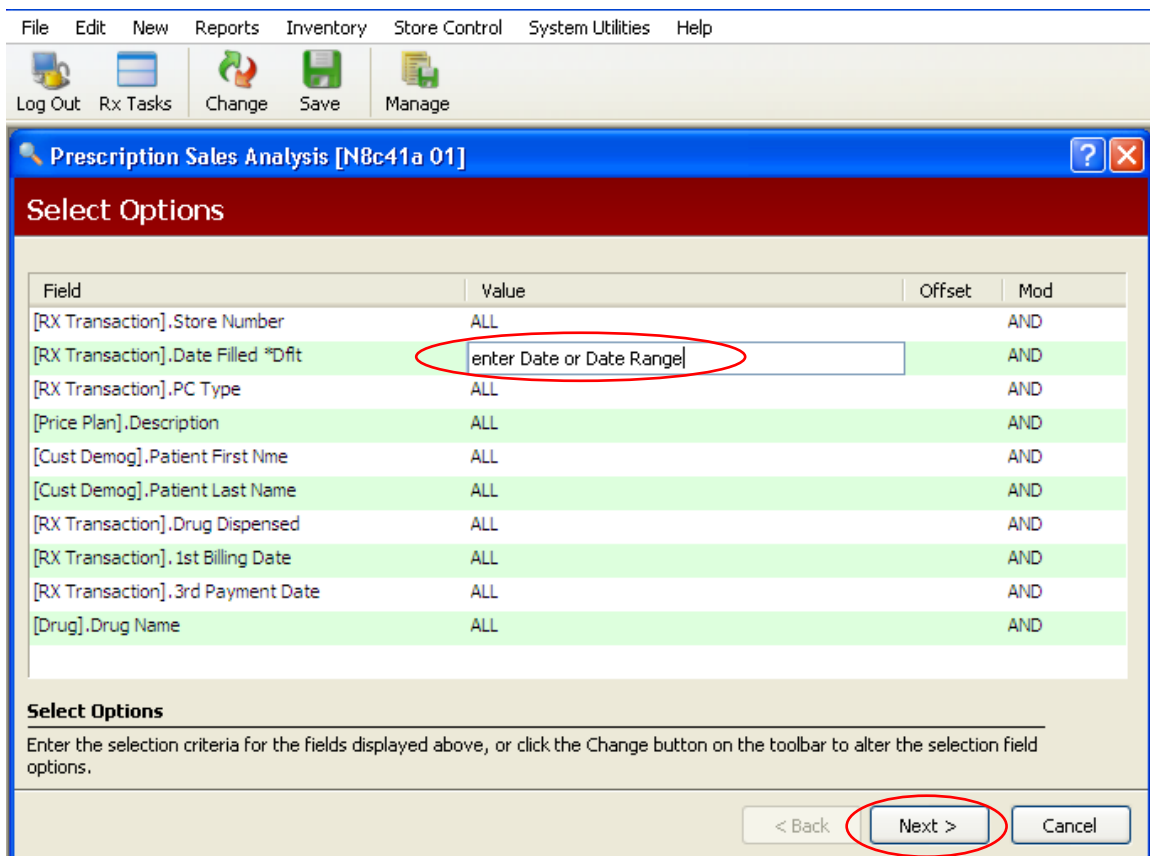 File Edit New Reports Inventory Store Control System Utilities Help
Log Out Rx Tasks Change Save Manage
Prescription Sales Analysis [N8c41a 01]
?
Select Options
Field Value Offset Mod
[RX Transaction].Store Number ALL AND
[RX Transaction].Date Filled *Dflt enter Date or Date Range AND
[RX Transaction].PC Type ALL AND
[Price Plan].Description ALL AND
[Cust Demog].Patient First Nme ALL AND
[Cust Demog].Patient Last Name ALL AND
[RX Transaction].Drug Dispensed ALL AND
[RX Transaction].1st Billing Date ALL AND
[RX Transaction].3rd Payment Date ALL AND
[Drug].Drug Name ALL AND
Select Options
Enter the selection criteria for the fields displayed above, or click the Change button on the toolbar to alter the selection field
options.
< Back Next > Cancel